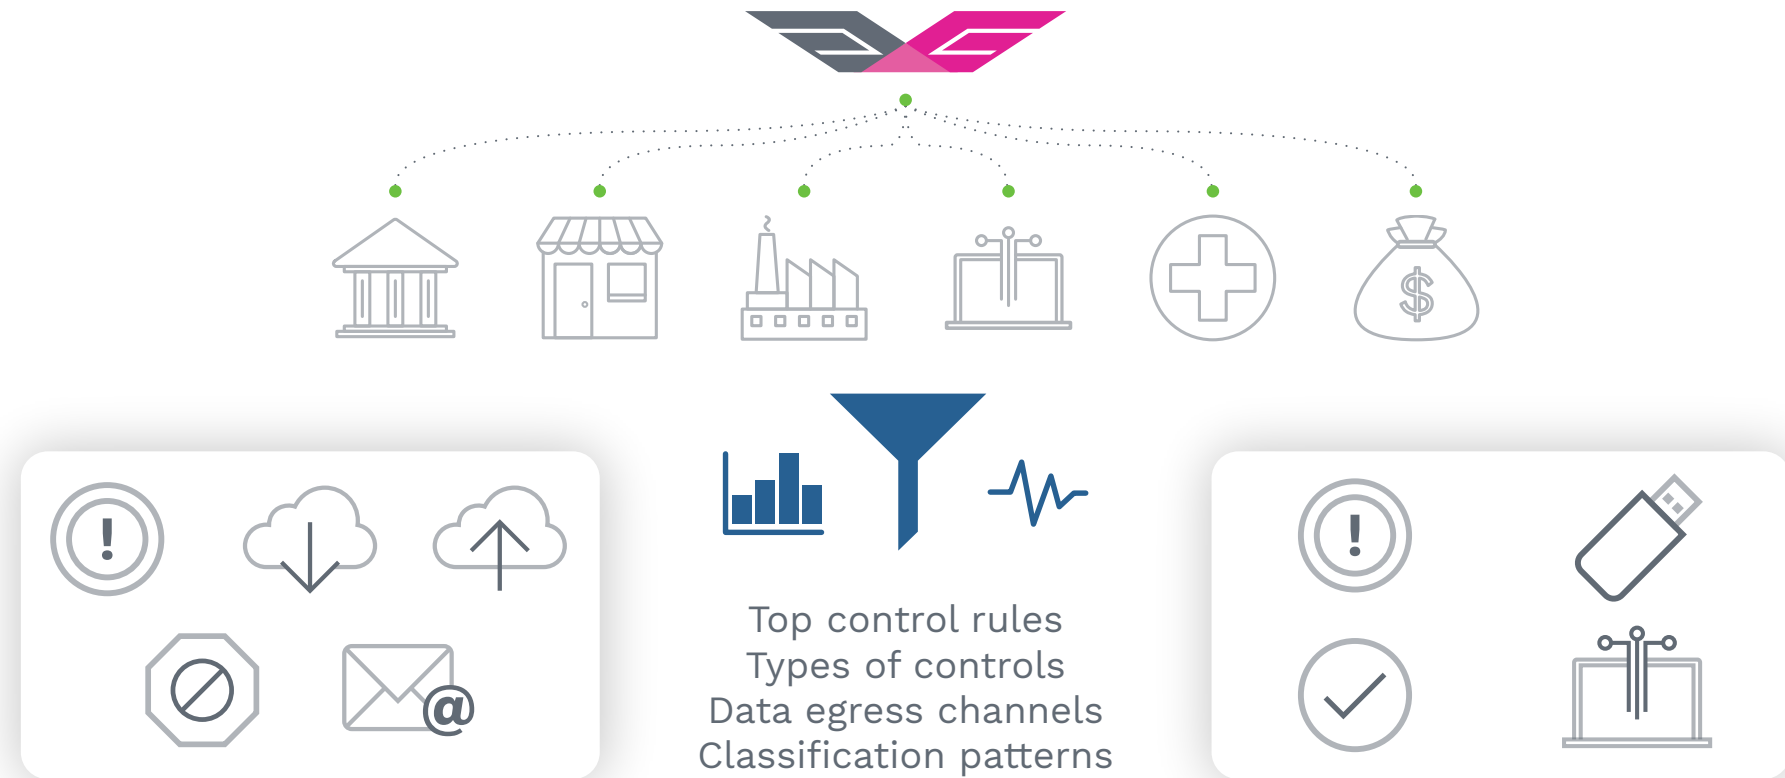 Top control rules
Types of controls
Data egress channels
Classification patterns